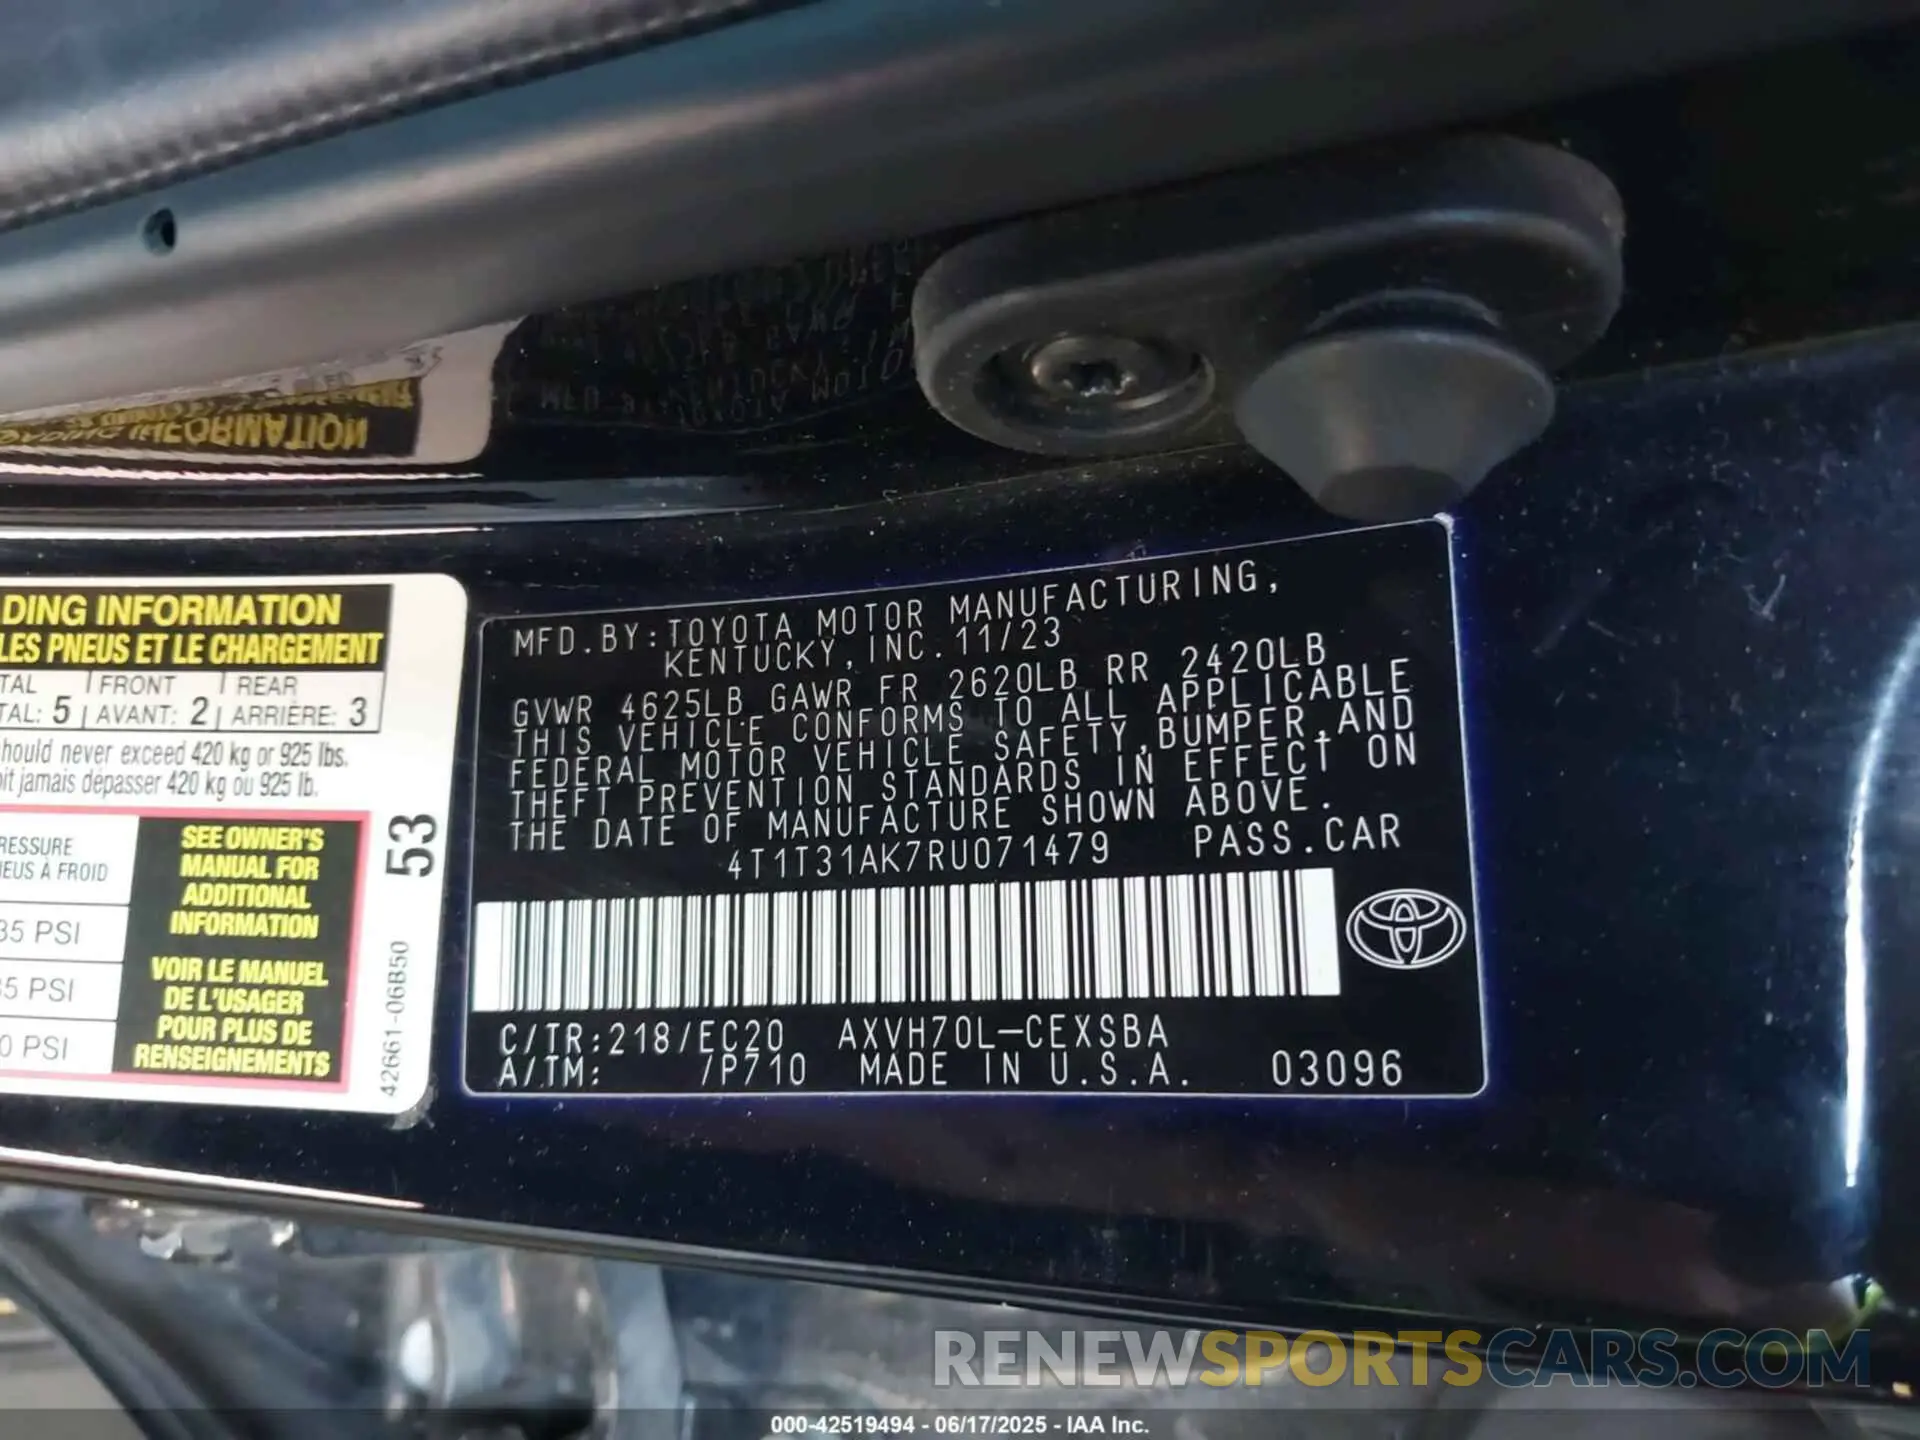 DING INFORMATION
LES PNEUS ET LE CHARGEMENT
TAL | FRONT | REAR
TAL: 5 | AVANT: 2 | ARRIÈRE: 3
hould never exceed 420 kg or 925 lbs.
oit jamais dépasser 420 kg ou 925 lb.
RESSURE
NEUS À FROID
35 PSI
35 PSI
0 PSI
SEE OWNER'S
MANUAL FOR
ADDITIONAL
INFORMATION
VOIR LE MANUEL
DE L'USAGER
POUR PLUS DE
RENSEIGNEMENTS
53
42661-06B50
MFD. BY: TOYOTA MOTOR MANUFACTURING,
KENTUCKY, INC. 11/23
GVWR 4625LB GAWR FR 2620LB RR 2420LB
THIS VEHICLE CONFORMS TO ALL APPLICABLE
FEDERAL MOTOR VEHICLE SAFETY, BUMPER, AND
THEFT PREVENTION STANDARDS IN EFFECT ON
THE DATE OF MANUFACTURE SHOWN ABOVE.
4T1T31AK7RU071479 PASS. CAR
C/TR: 218/EC20 AXVH70L-CEXSBA
A/TM: /P710 MADE IN U.S.A. 03096
RENEWSPORTSCARS.COM
000-42519494 - 06/17/2025 - IAA Inc.